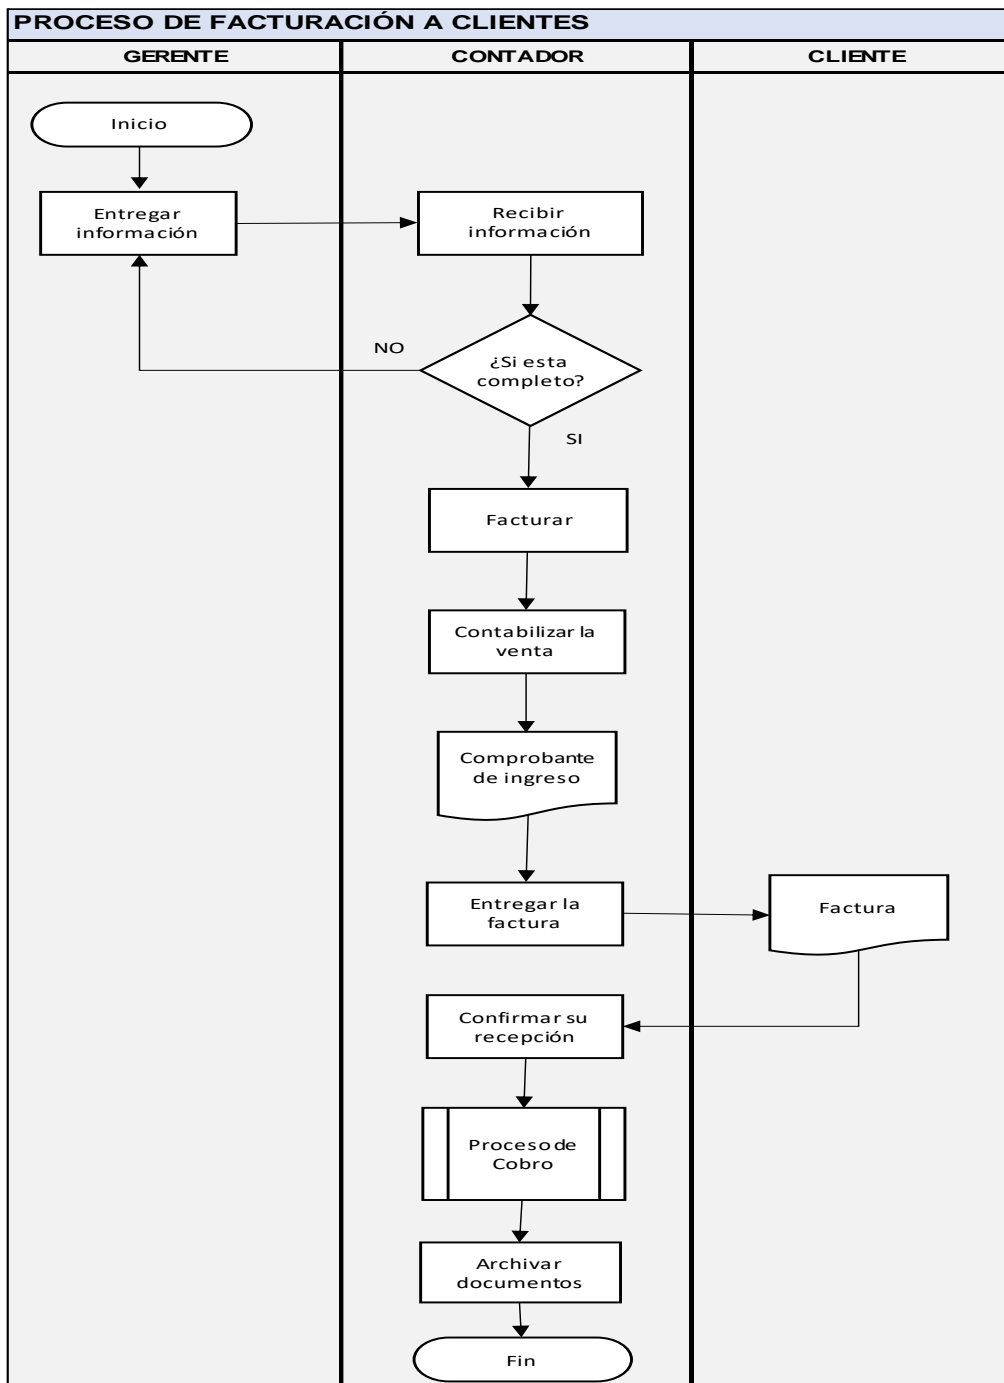 PROCESO DE FACTURACIÓN A CLIENTES
GERENTE
CONTADOR
CLIENTE
Inicio
Entregar
información
Recibir
información
¿Si esta
completo?
NO
SI
Facturar
Contabilizar la
venta
Comprobante
de ingreso
Entregar la
factura
Factura
Confirmar su
recepción
Proceso de
Cobro
Archivar
documentos
Fin